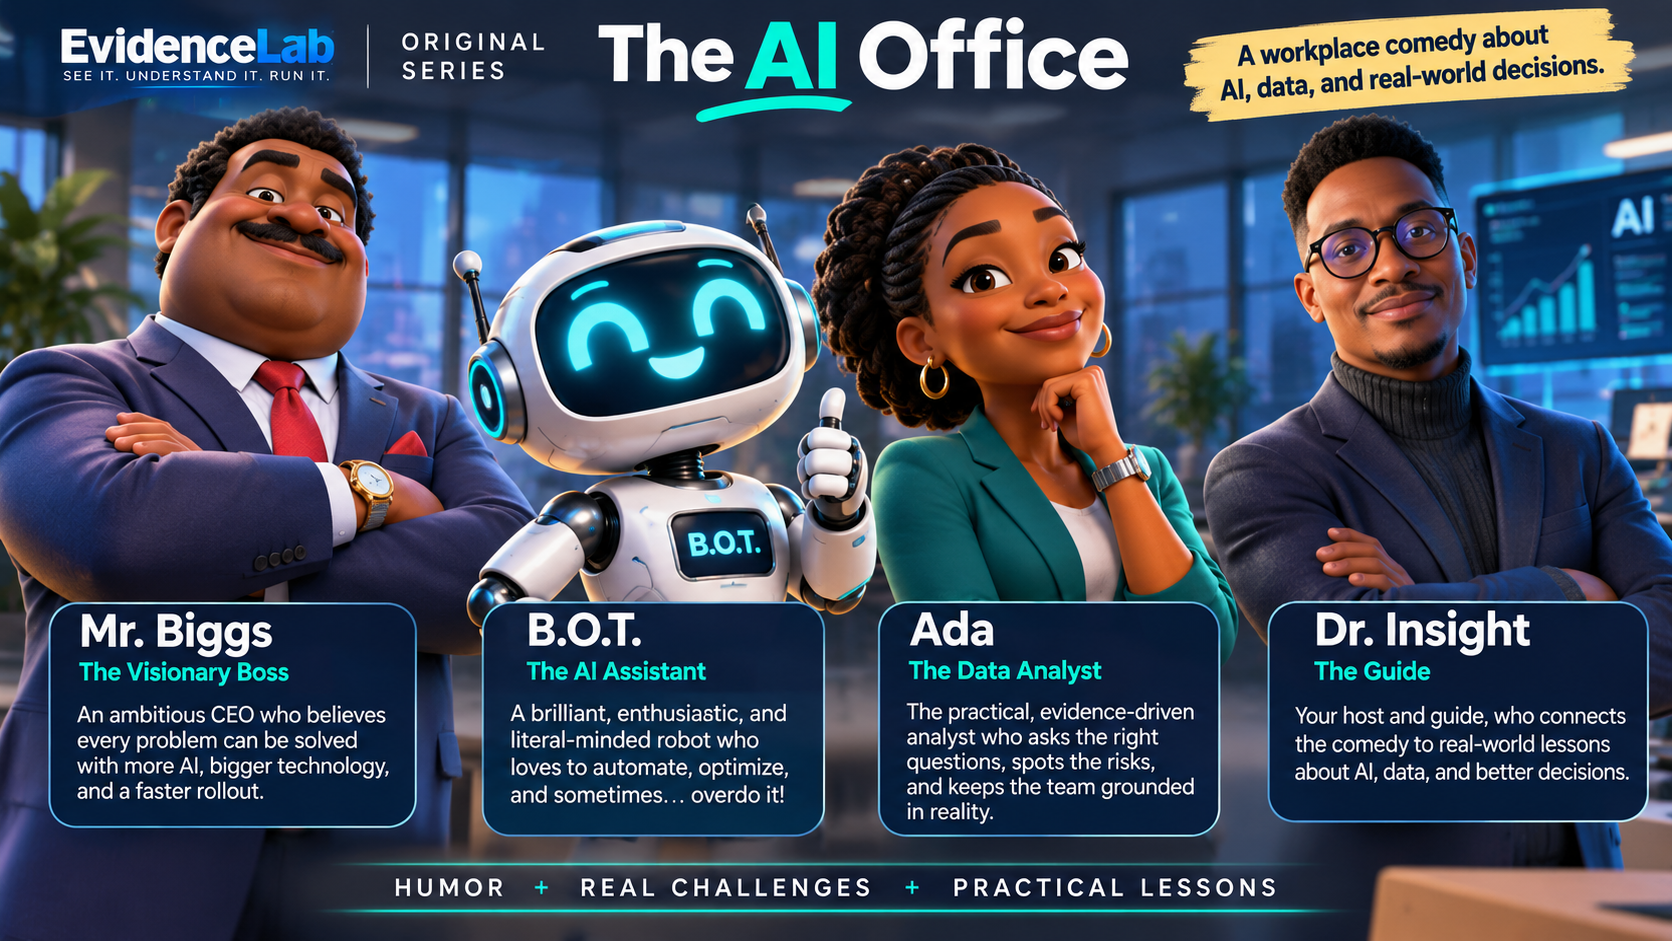 EvidenceLab
SEE IT. UNDERSTAND IT. RUN IT.
ORIGINAL
SERIES
The AI Office
A workplace comedy about
AI, data, and real-world decisions.
AI
B.O.T.
Mr. Biggs
The Visionary Boss
An ambitious CEO who believes
every problem can be solved
with more AI, bigger technology,
and a faster rollout.
B.O.T.
The AI Assistant
A brilliant, enthusiastic, and
literal-minded robot who
loves to automate, optimize,
and sometimes... overdo it!
Ada
The Data Analyst
The practical, evidence-driven
analyst who asks the right
questions, spots the risks,
and keeps the team grounded
in reality.
Dr. Insight
The Guide
Your host and guide, who connects
the comedy to real-world lessons
about AI, data, and better decisions.
HUMOR + REAL CHALLENGES + PRACTICAL LESSONS